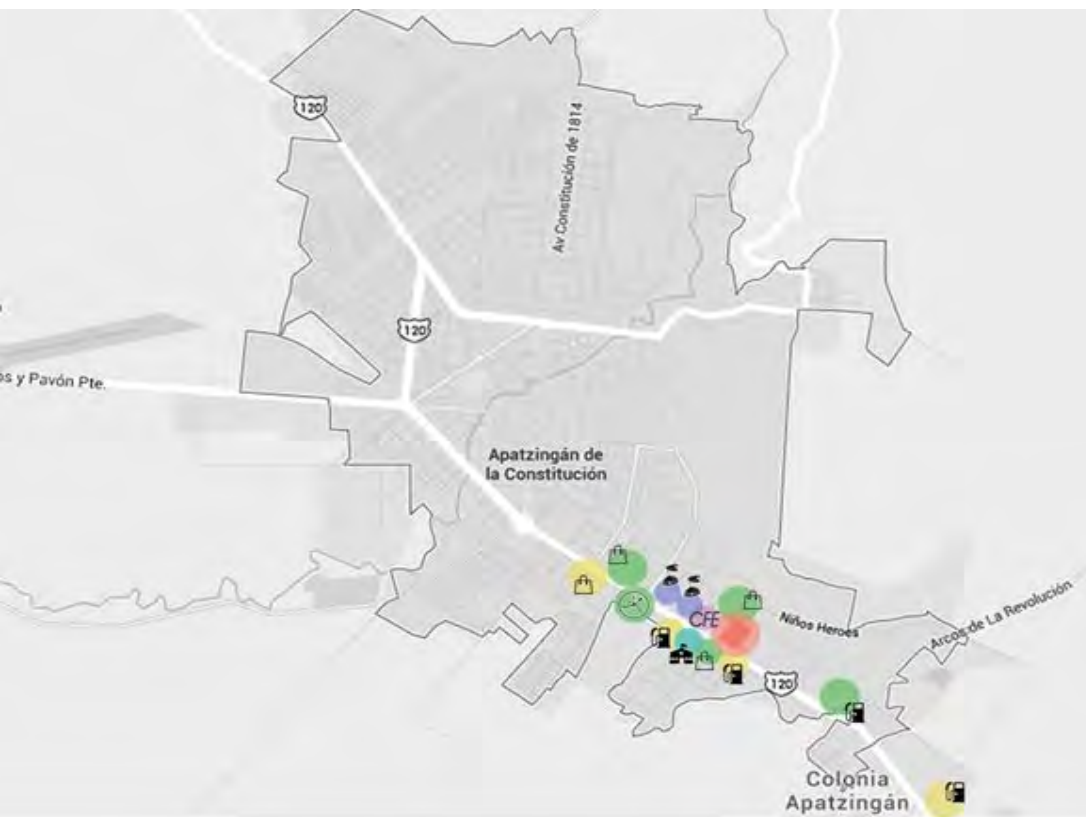 120
Av Constitución de 1814
120
os y Pavón Pte.
Apatzingán de
la Constitución
CFE
Niños Heroes
Arcos de La Revolución
120
Colonia
Apatzingán